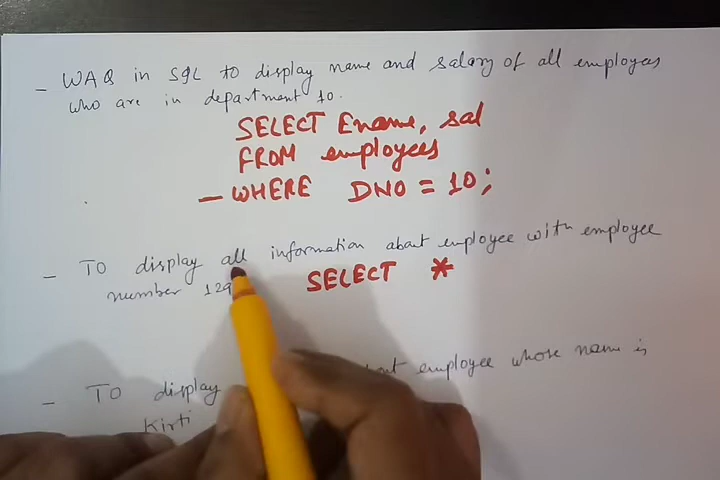 - WAQ in SQL to display name and salary of all employees
who are in department 10.
SELECT Ename, sal
FROM employees
- WHERE DNO = 10;
- TO display all information about employee with employee
number 129
SELECT *
- TO display about employee whose name is
Kirti